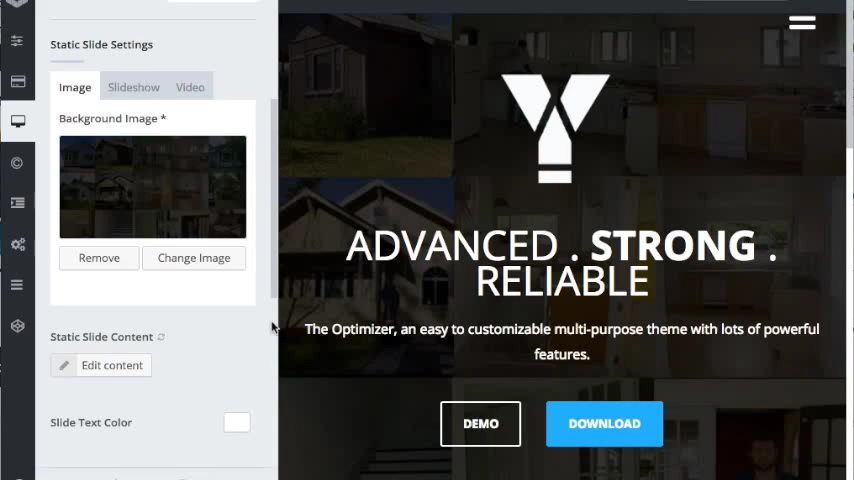 Static Slide Settings
Image Slideshow Video
Background Image *
Remove Change Image
Static Slide Content
Edit content
Slide Text Color
ADVANCED . STRONG .
RELIABLE
The Optimizer, an easy to customizable multi-purpose theme with lots of powerful
features.
DEMO DOWNLOAD